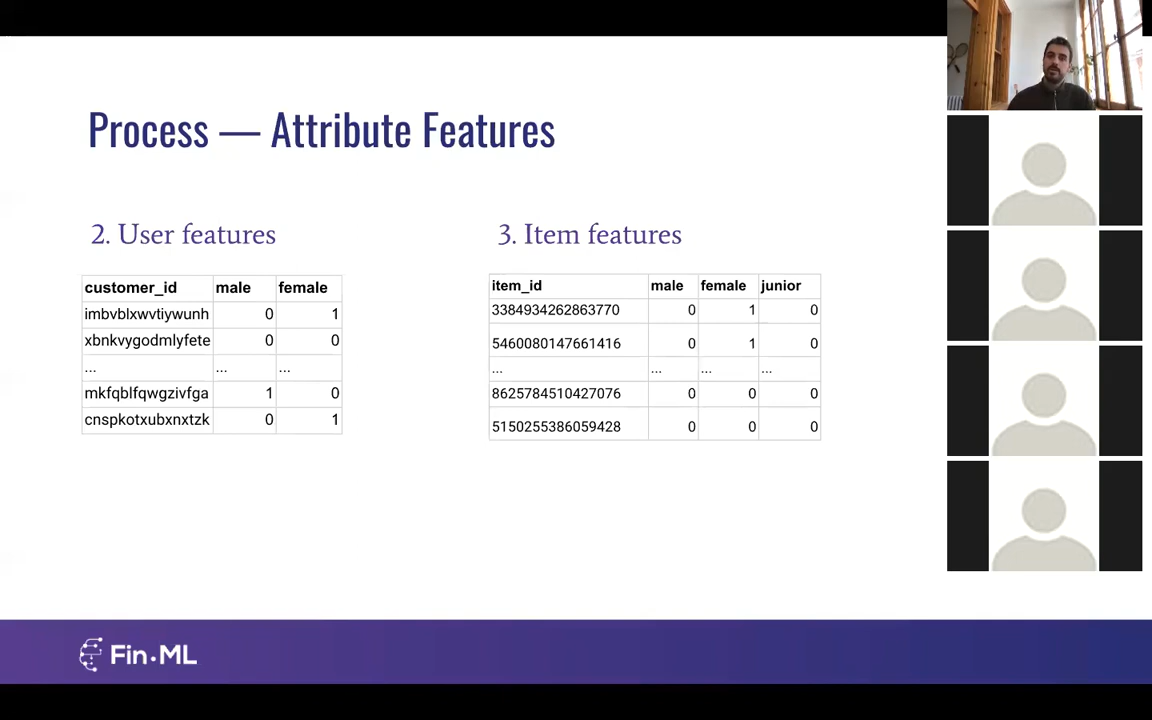 Process — Attribute Features
2. User features
customer_id male female
imbvblxwvtiywunh 0 1
xbnkvygodmlyfete 0 0
... ... ...
mkfqblfqwgzivfga 1 0
cnspkotxubxnxtzk 0 1
3. Item features
item_id male female junior
3384934262863770 0 1 0
5460080147661416 0 1 0
... ... ... ...
8625784510427076 0 0 0
5150255386059428 0 0 0
Fin·ML